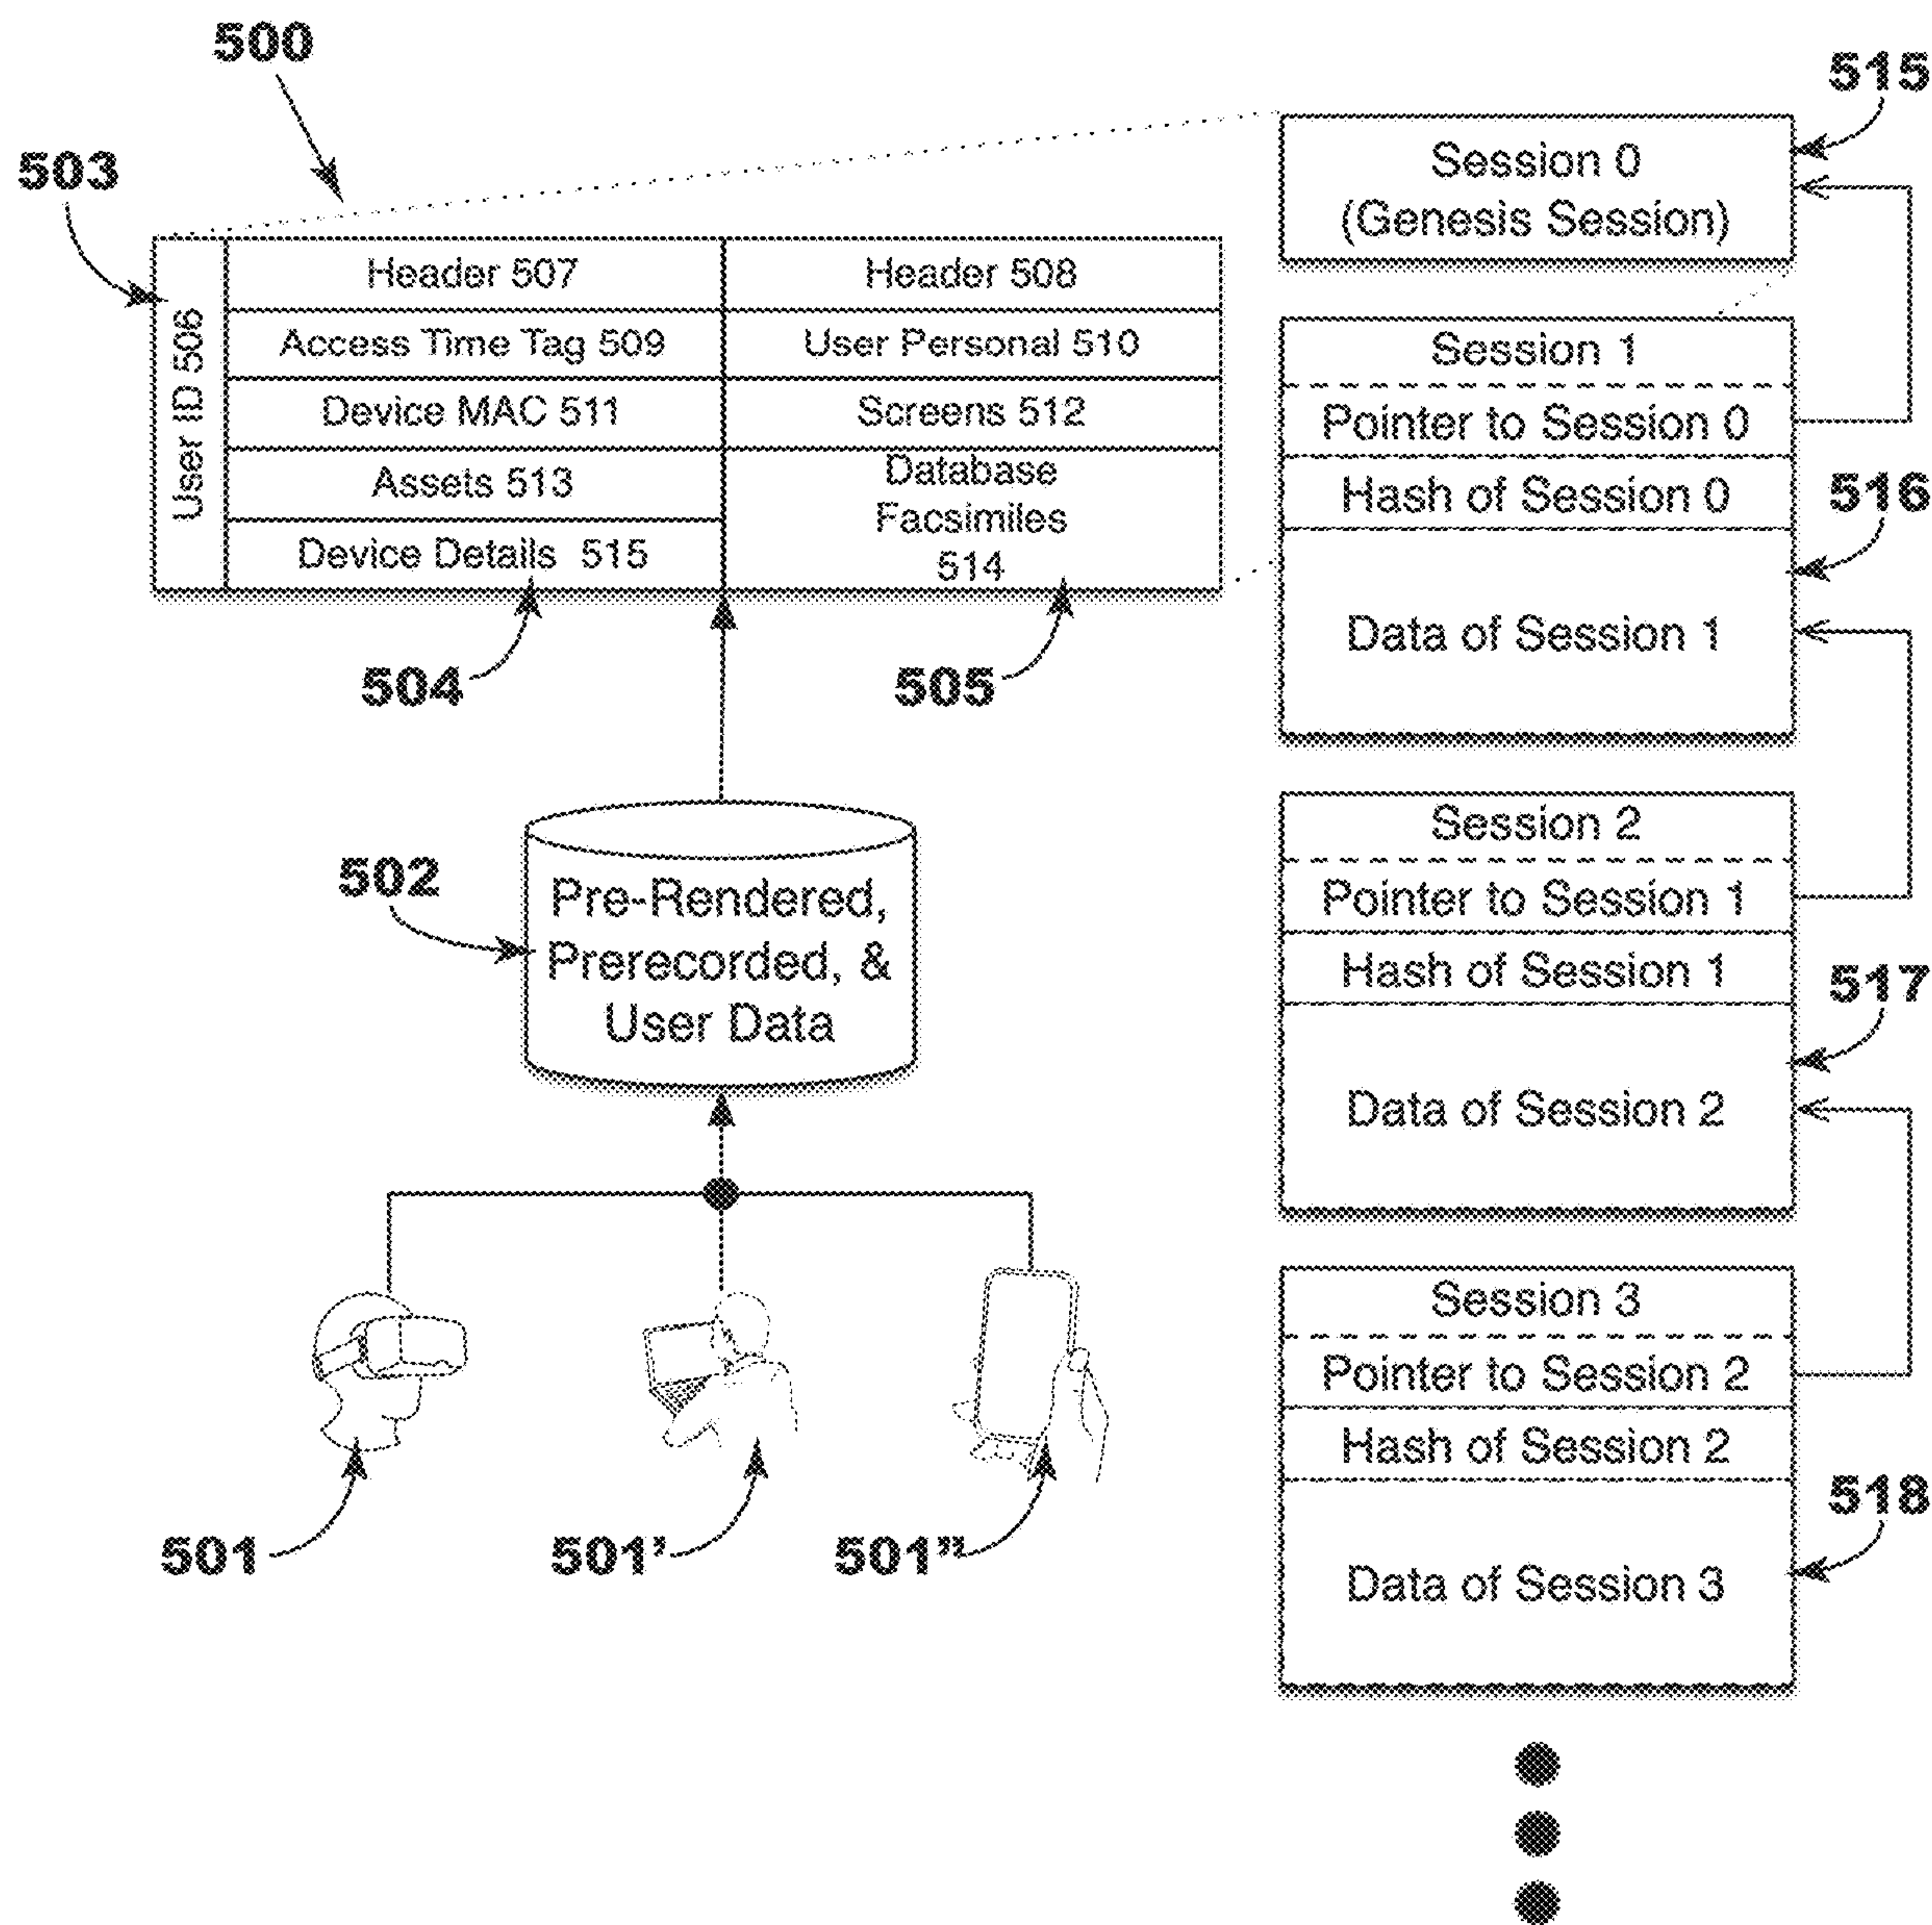 500
503
User ID 506
Header 507
Header 508
Access Time Tag 509
User Personal 510
Device MAC 511
Screens 512
Assets 513
Database
Facsimiles
514
Device Details 515
504
505
502
Pre-Rendered,
Prerecorded, &
User Data
501
501’
501”
515
Session 0
(Genesis Session)
Session 1
Pointer to Session 0
Hash of Session 0
516
Data of Session 1
Session 2
Pointer to Session 1
Hash of Session 1
517
Data of Session 2
Session 3
Pointer to Session 2
Hash of Session 2
518
Data of Session 3